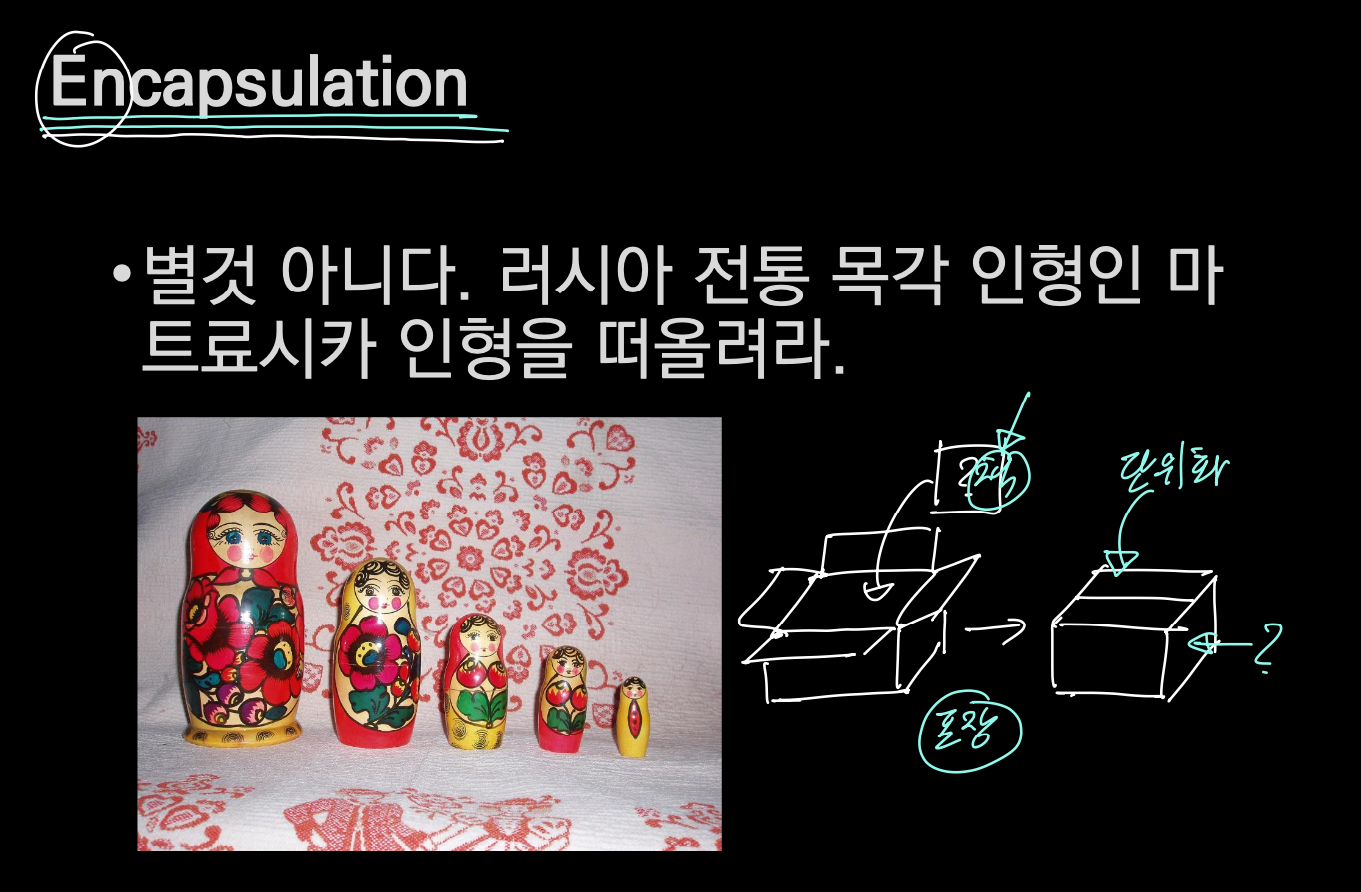 Encapsulation
•별것 아니다. 러시아 전통 목각 인형인 마
트료시카 인형을 떠올려라.
책
단위화
?
포장